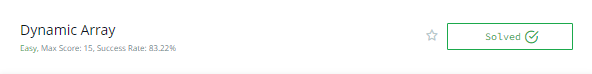 Dynamic Array
Easy, Max Score: 15, Success Rate: 83.22%
Solved